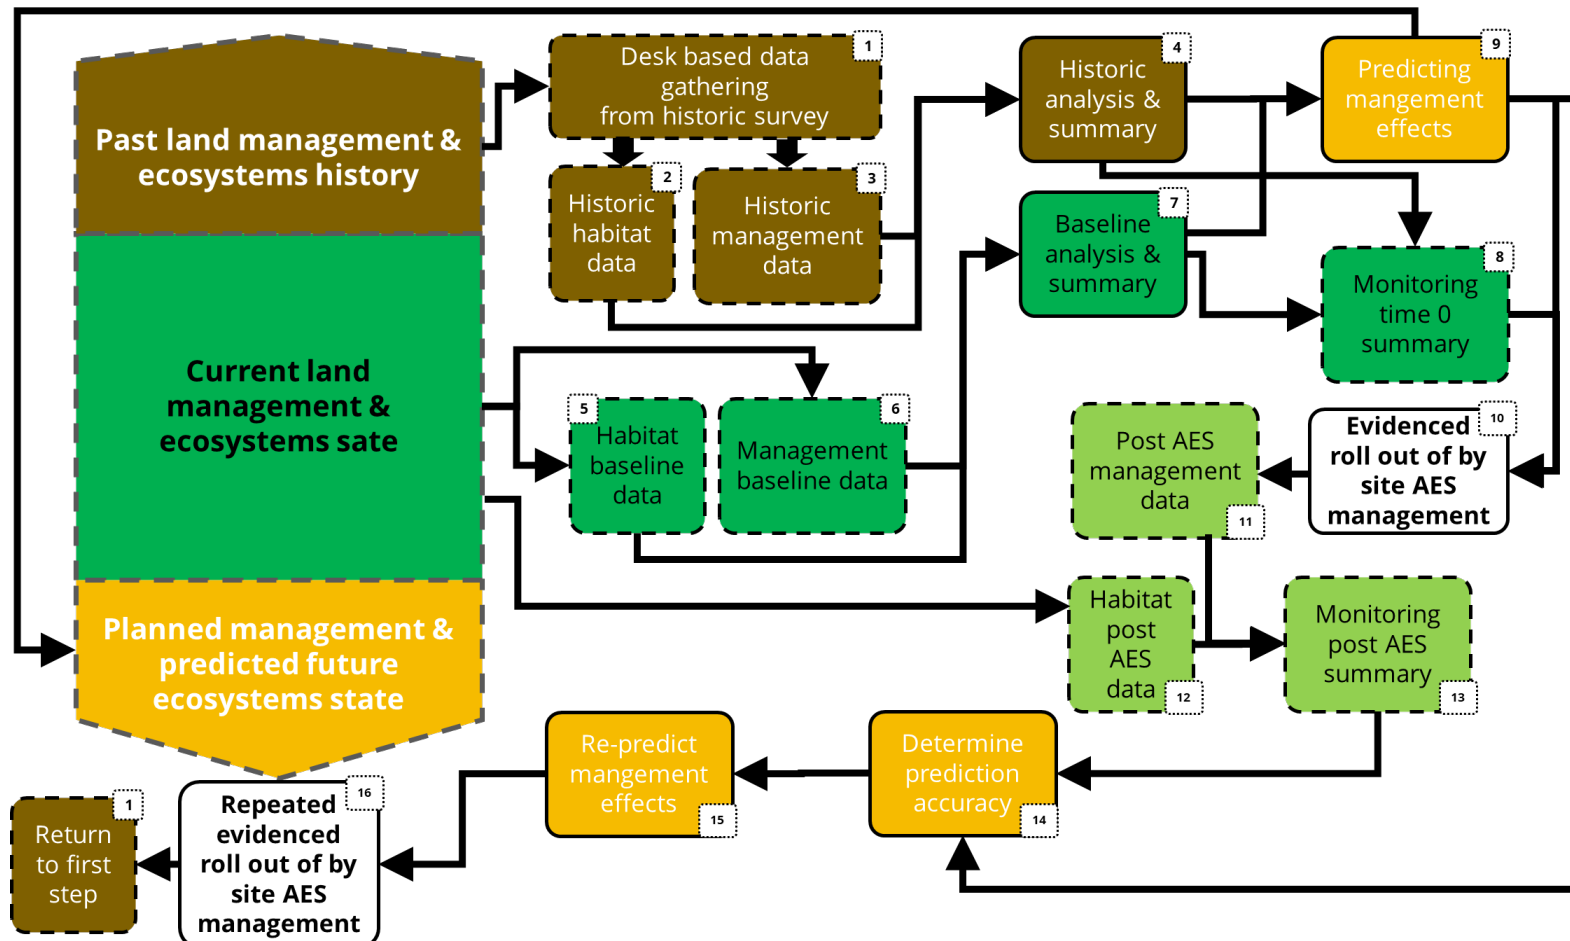 Past land management &
ecosystems history
Current land
management &
ecosystems sate
Planned management &
predicted future
ecosystems state
1
Desk based data
gathering
from historic survey
2
Historic
habitat
data
3
Historic
management
data
4
Historic
analysis &
summary
5
Habitat
baseline
data
6
Management
baseline data
7
Baseline
analysis &
summary
8
Monitoring
time 0
summary
9
Predicting
mangement
effects
10
Evidenced
roll out of by
site AES
management
Post AES
management
data
11
Habitat
post
AES
data
12
Monitoring
post AES
summary
13
Determine
prediction
accuracy
14
Re-predict
mangement
effects
15
16
Repeated
evidenced
roll out of by
site AES
management
1
Return
to first
step